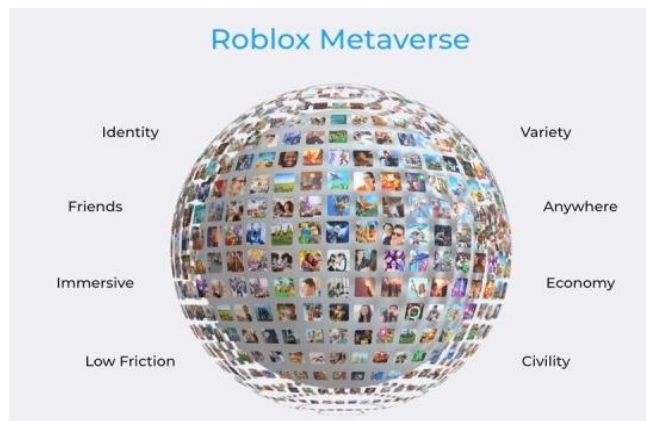 Roblox Metaverse
Identity
Variety
Friends
Anywhere
Immersive
Economy
Low Friction
Civility